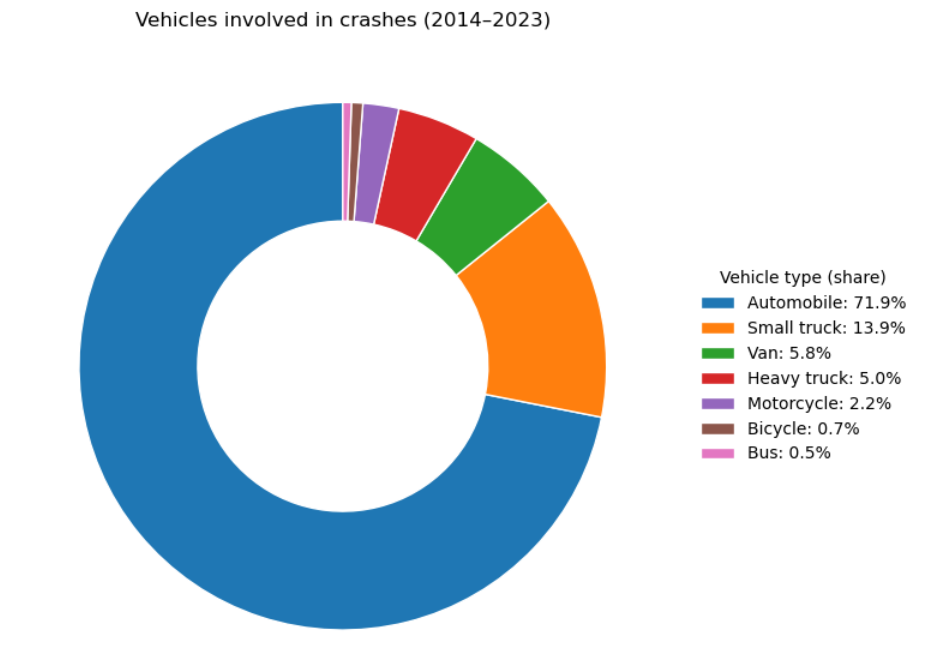 Vehicles involved in crashes (2014–2023)
Vehicle type (share)
Automobile: 71.9%
Small truck: 13.9%
Van: 5.8%
Heavy truck: 5.0%
Motorcycle: 2.2%
Bicycle: 0.7%
Bus: 0.5%